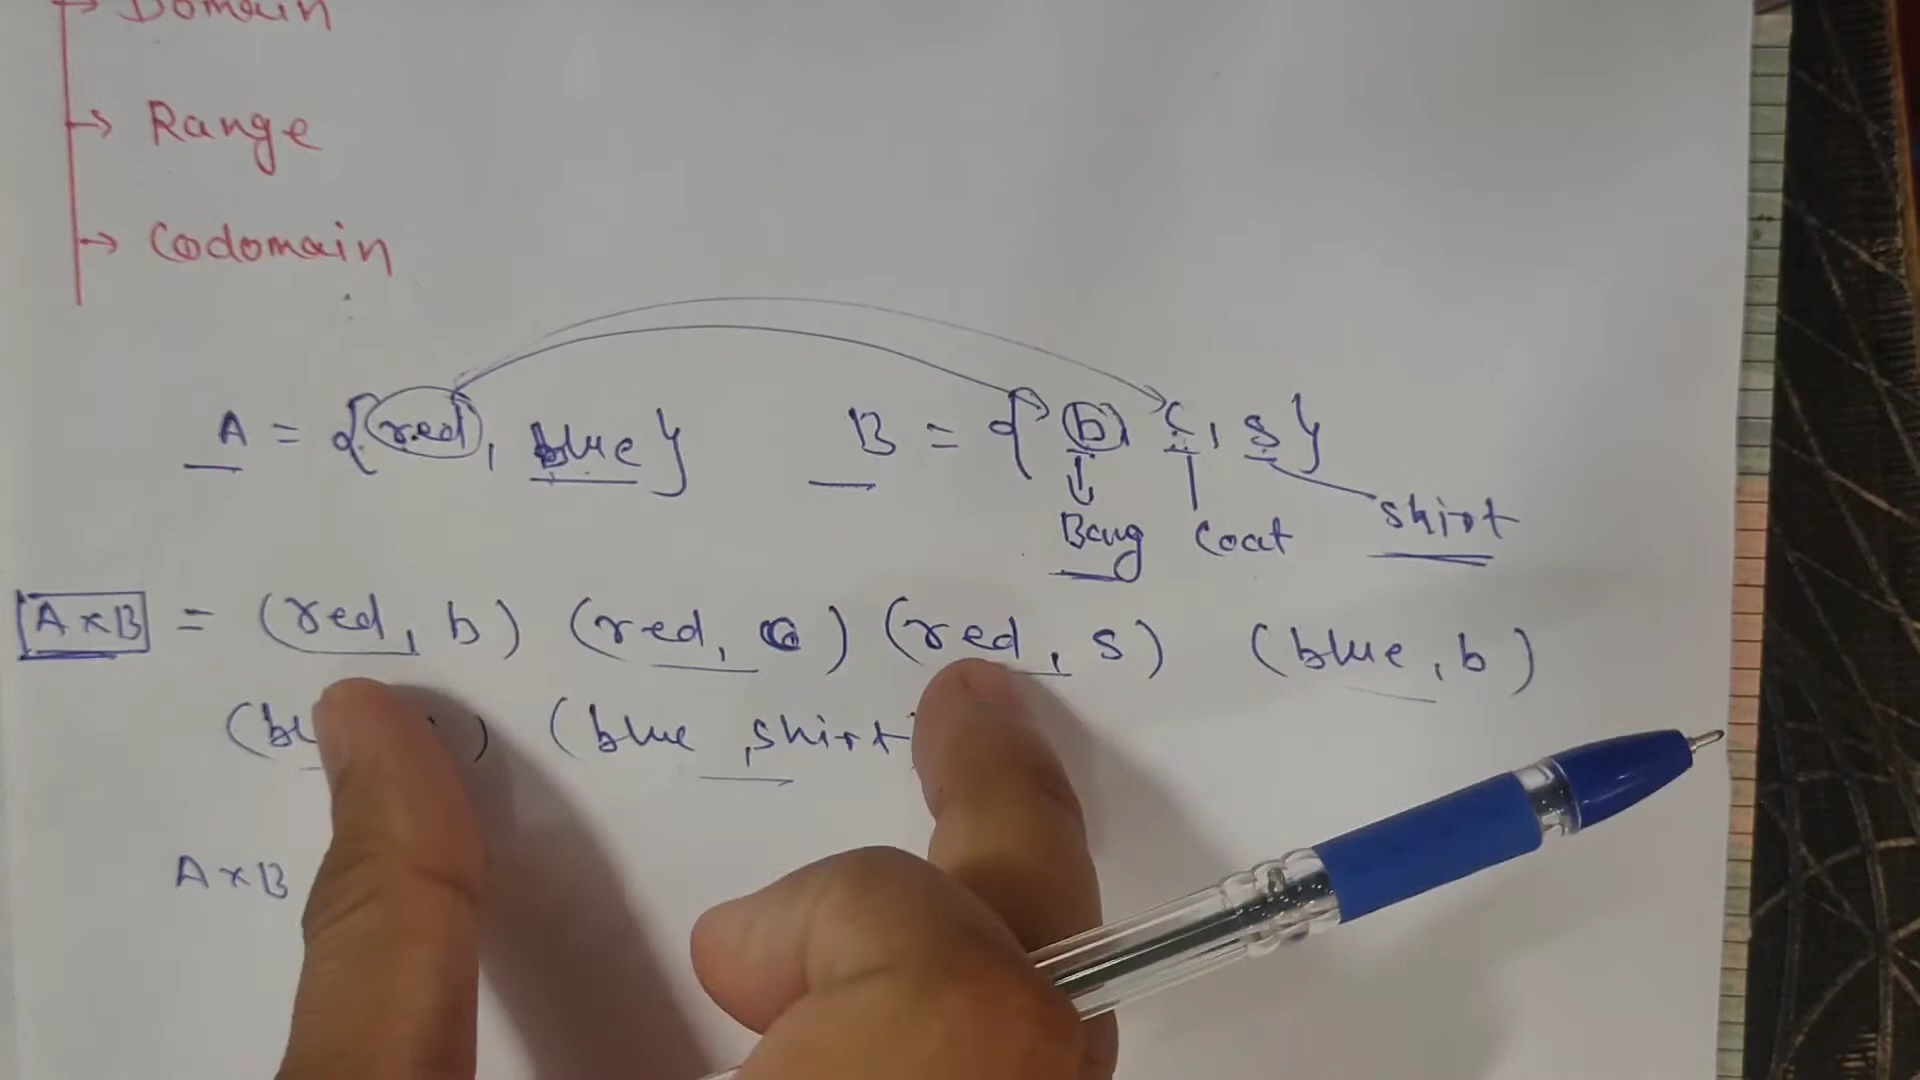 → Domain
→ Range
→ Codomain
A = {red, blue} B = {b, c, s}
Bag Coat shirt
A×B = (red, b) (red, c) (red, s) (blue, b)
(blue, shirt
A×B